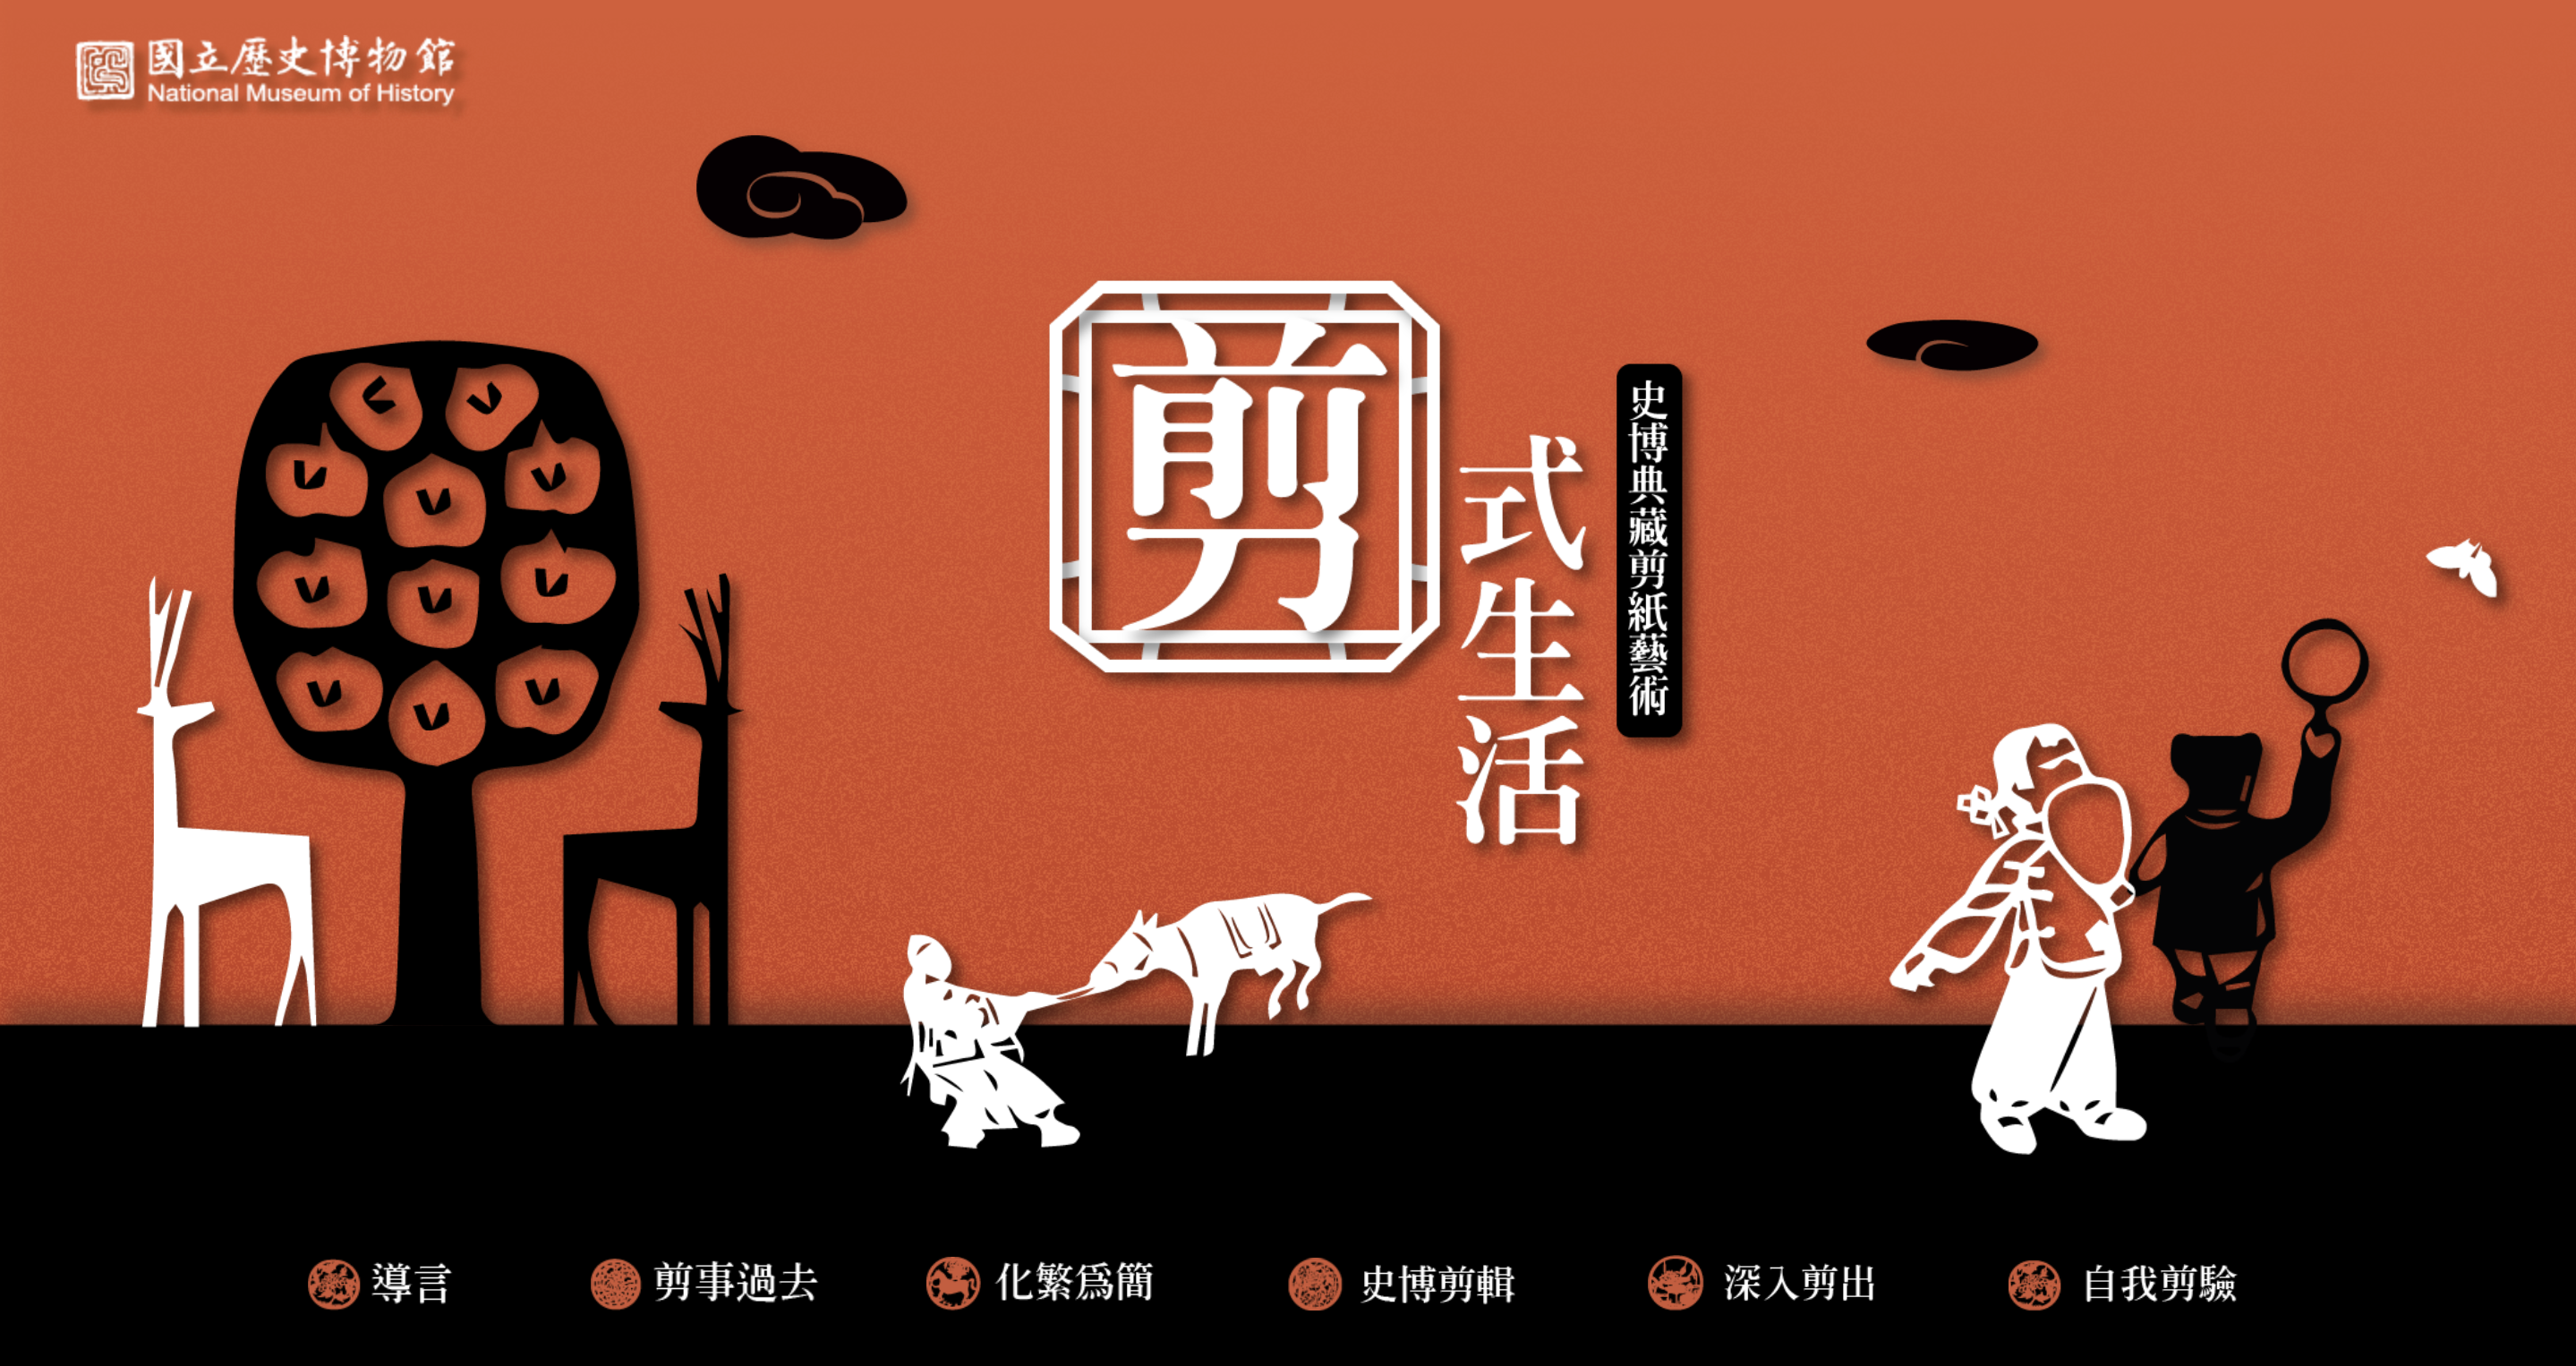 國立歷史博物館
National Museum of History
剪
式生活
史博典藏剪紙藝術
導言
剪事過去
化繁爲簡
史博剪輯
深入剪出
自我剪驗